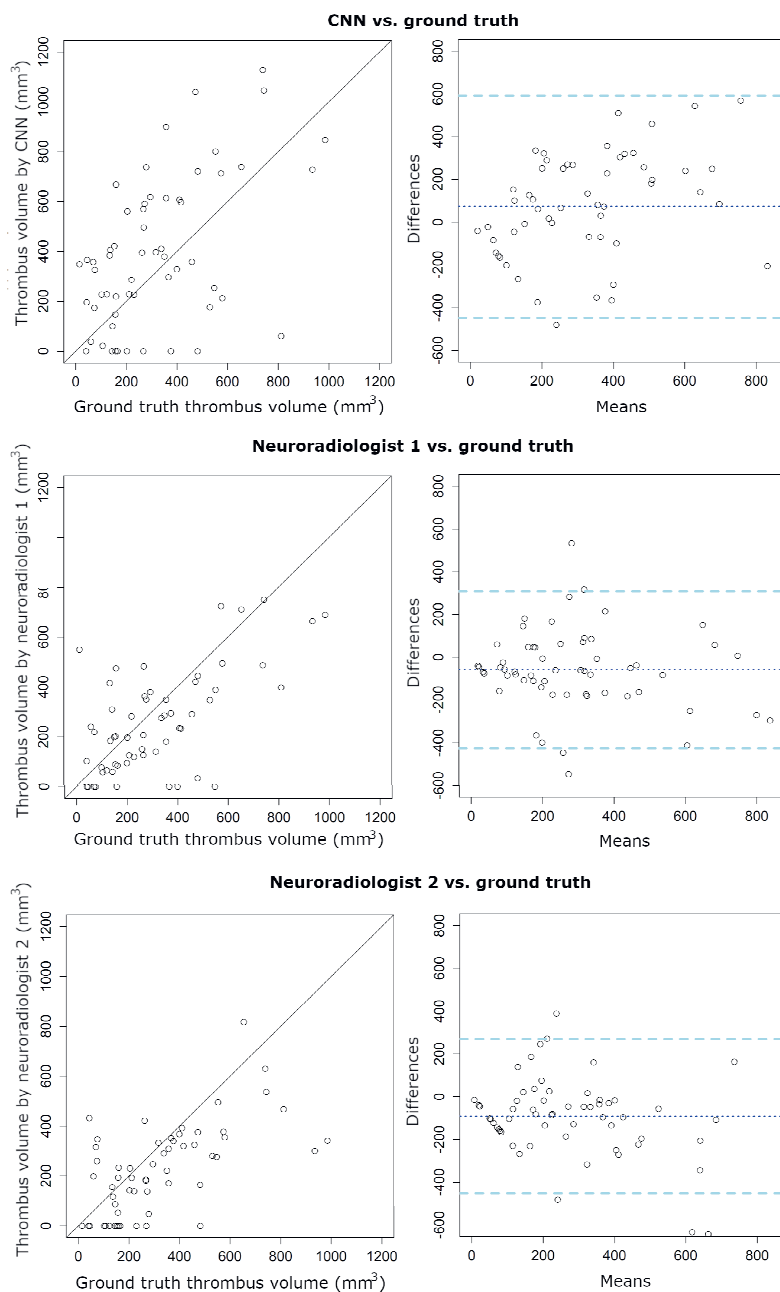 CNN vs. ground truth
Thrombus volume by CNN (mm³)
0 200 400 600 800 1000 1200
0 200 400 600 800 1000 1200
Ground truth thrombus volume (mm³)
Differences
-600 -400 -200 0 200 400 600 800
0 200 400 600 800
Means
Neuroradiologist 1 vs. ground truth
Thrombus volume by neuroradiologist 1 (mm³)
0 200 400 600 8( 1200
0 200 400 600 800 1000 1200
Ground truth thrombus volume (mm³)
Differences
-600 -400 -200 0 200 400 600 800
0 200 400 600 800
Means
Neuroradiologist 2 vs. ground truth
Thrombus volume by neuroradiologist 2 (mm³)
0 200 400 600 800 1000 1200
0 200 400 600 800 1000 1200
Ground truth thrombus volume (mm³)
Differences
-600 -400 -200 0 200 400 600 800
0 200 400 600 800
Means